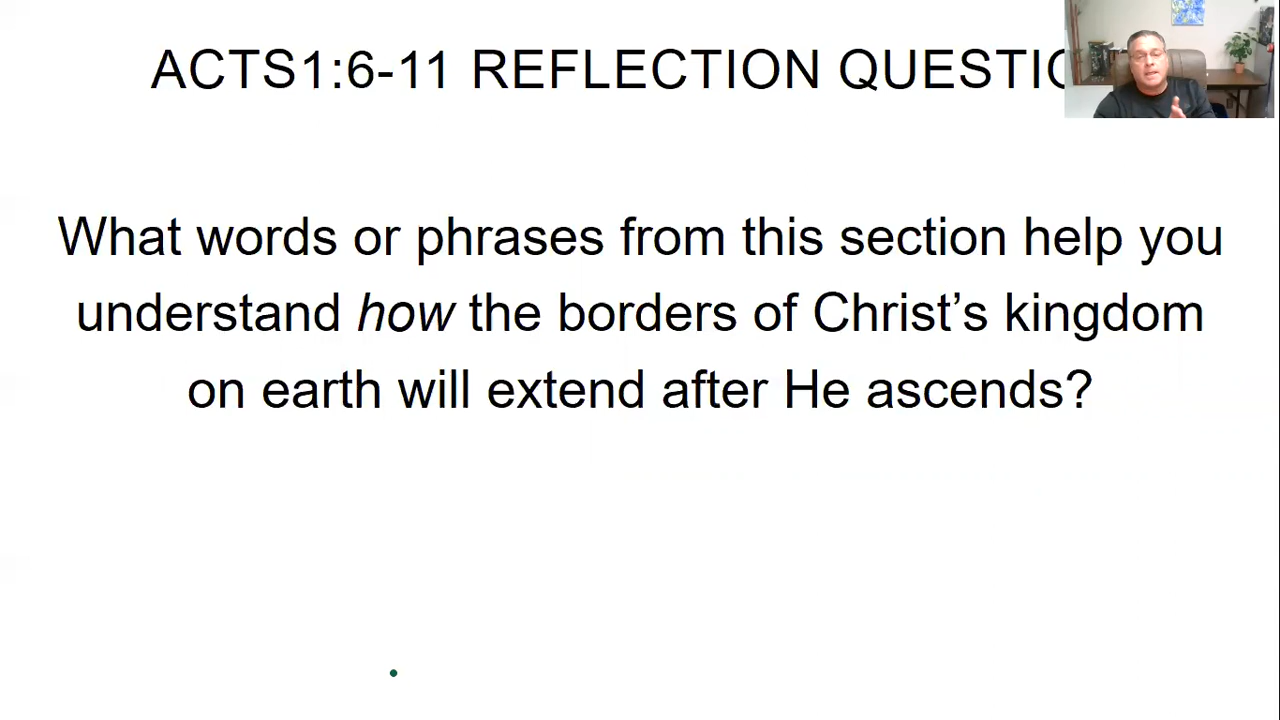 ACTS1:6-11 REFLECTION QUESTIO
What words or phrases from this section help you
understand how the borders of Christ’s kingdom
on earth will extend after He ascends?